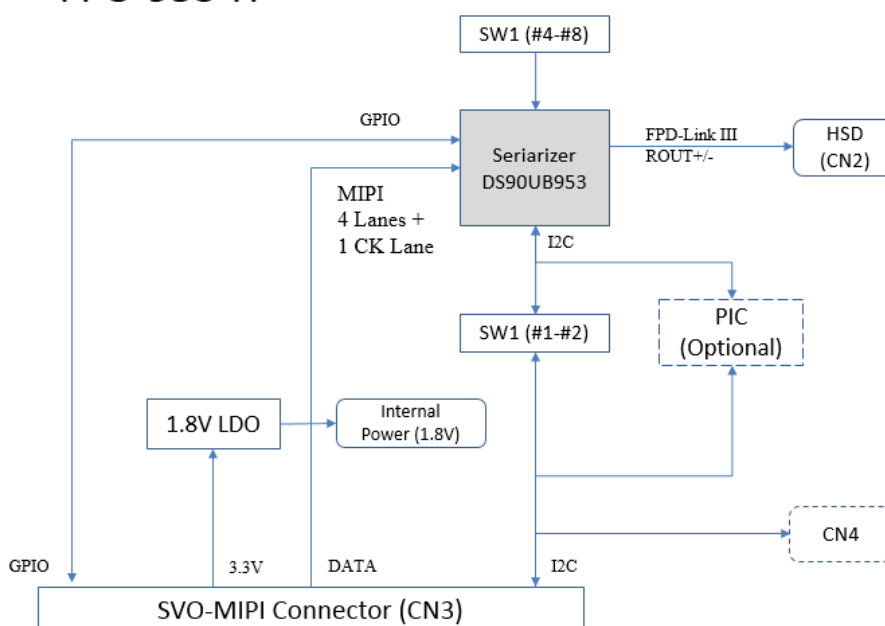 SW1 (#4-#8)
GPIO
Seriarizer
DS90UB953
FPD-Link III
ROUT+/-
HSD
(CN2)
MIPI
4 Lanes +
1 CK Lane
I2C
SW1 (#1-#2)
PIC
(Optional)
1.8V LDO
Internal
Power (1.8V)
CN4
GPIO
3.3V
DATA
I2C
SVO-MIPI Connector (CN3)